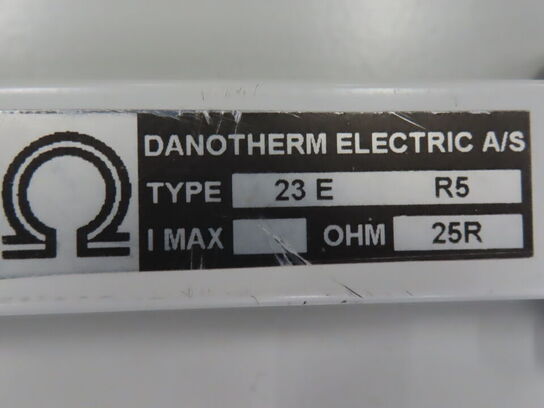 DANOTHERM ELECTRIC A/S
TYPE 23 E R5
I MAX OHM 25R